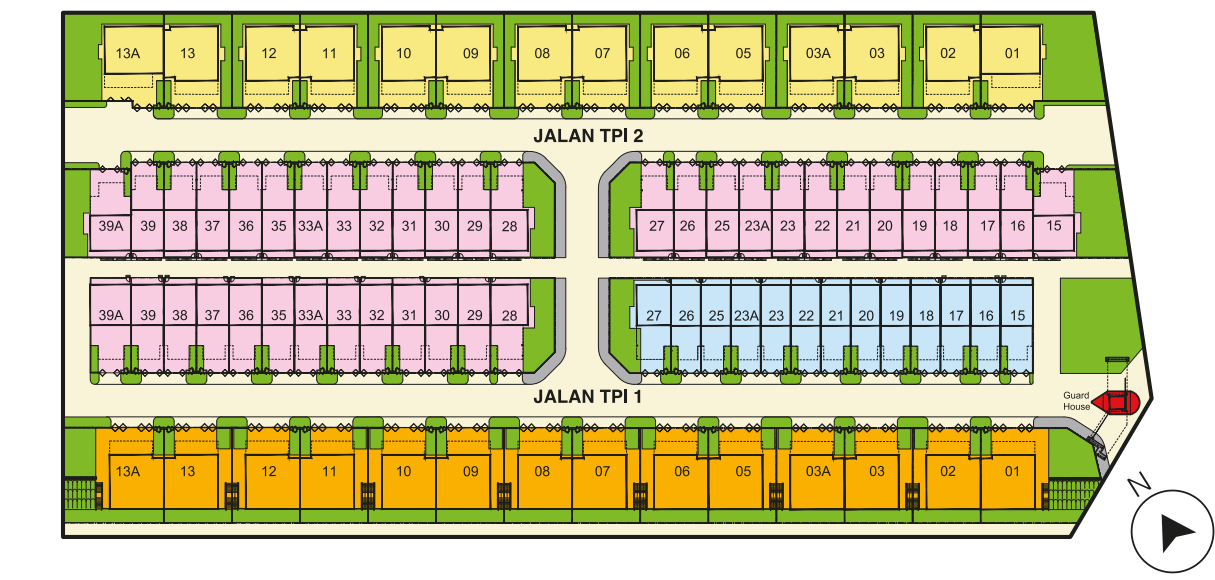 13A 13 12 11 10 09 08 07 06 05 03A 03 02 01
JALAN TPI 2
39A 39 38 37 36 35 33A 33 32 31 30 29 28 27 26 25 23A 23 22 21 20 19 18 17 16 15
39A 39 38 37 36 35 33A 33 32 31 30 29 28 27 26 25 23A 23 22 21 20 19 18 17 16 15
JALAN TPI 1
Guard
House
13A 13 12 11 10 09 08 07 06 05 03A 03 02 01
N